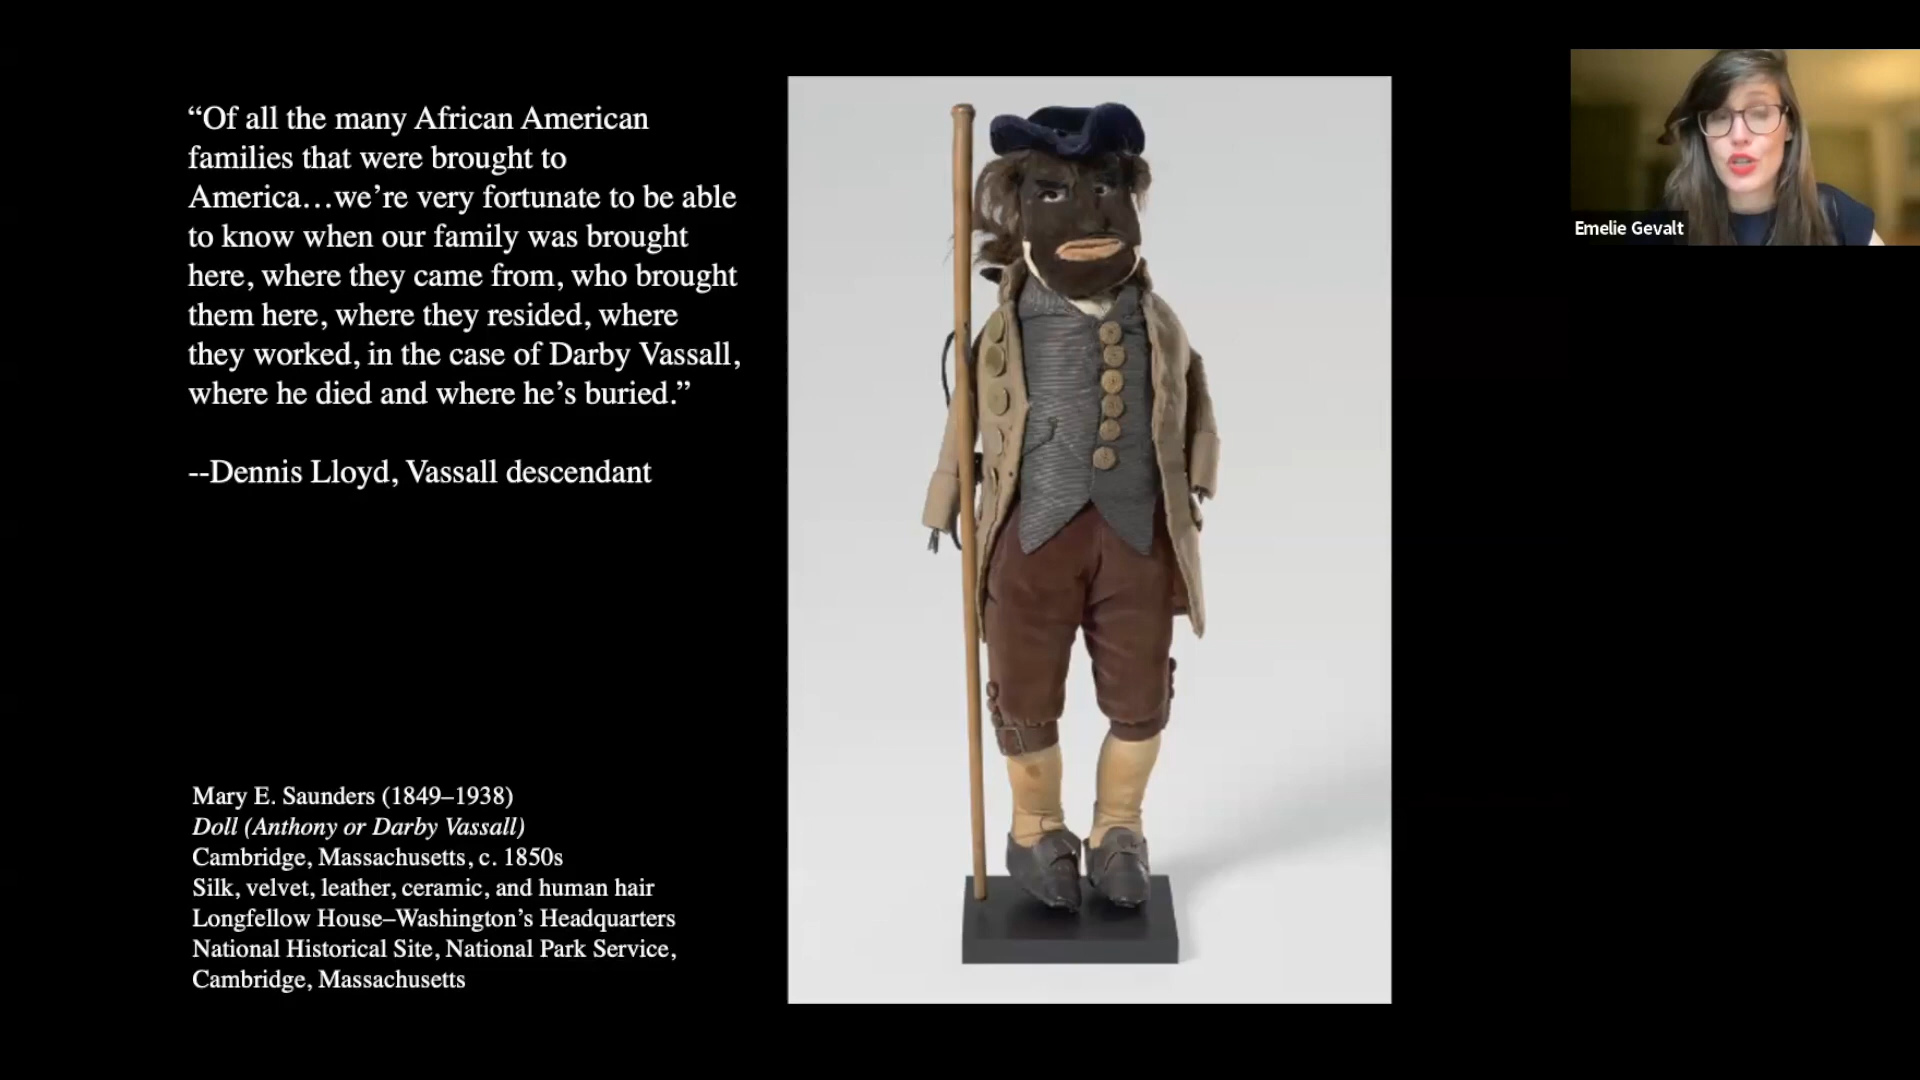 “Of all the many African American
families that were brought to
America…we’re very fortunate to be able
to know when our family was brought
here, where they came from, who brought
them here, where they resided, where
they worked, in the case of Darby Vassall,
where he died and where he’s buried.”
--Dennis Lloyd, Vassall descendant
Mary E. Saunders (1849–1938)
Doll (Anthony or Darby Vassall)
Cambridge, Massachusetts, c. 1850s
Silk, velvet, leather, ceramic, and human hair
Longfellow House–Washington’s Headquarters
National Historical Site, National Park Service,
Cambridge, Massachusetts
Emelie Gevalt